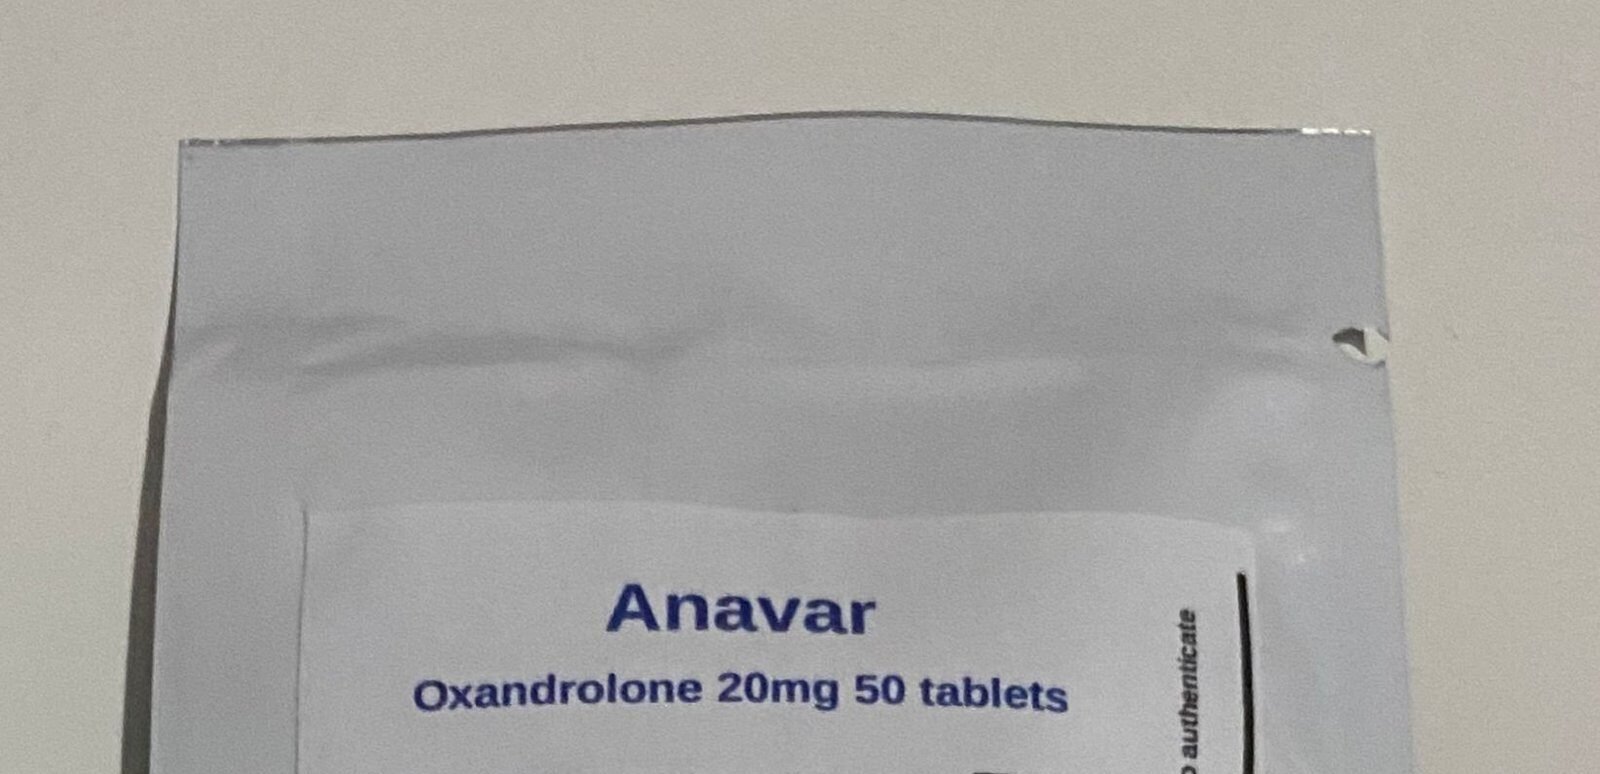 Anavar
Oxandrolone 20mg 50 tablets
authenticate